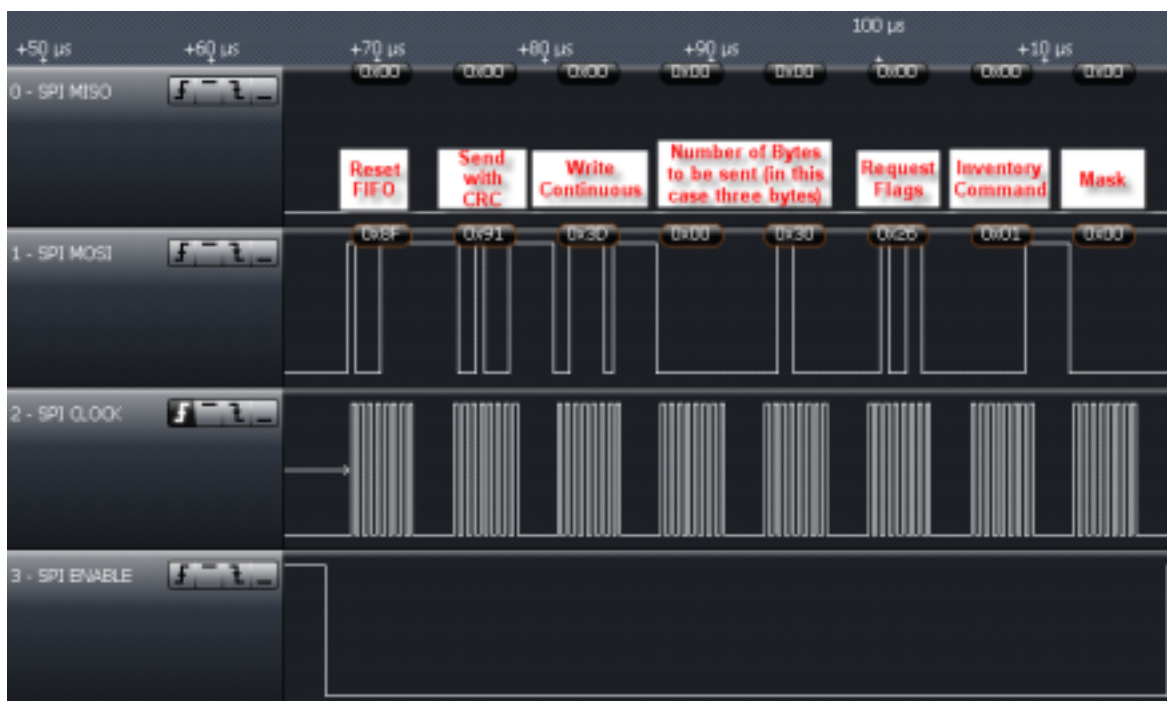 100 µs
+50 µs +60 µs +70 µs +80 µs +90 µs +10 µs
0x00 0x00 0x00 0x00 0x00 0x00 0x00 0x00
0 - SPI MISO
Reset
FIFO
Send
with
CRC
Write
Continuous
Number of Bytes
to be sent (in this
case three bytes)
Request
Flags
Inventory
Command
Mask
0x8F 0x91 0x3D 0x00 0x30 0x26 0x01 0x00
1 - SPI MOSI
2 - SPI CLOCK
3 - SPI ENABLE